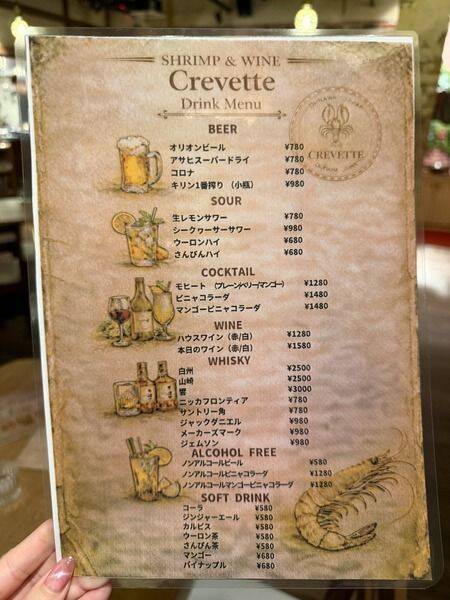 SHRIMP & WINE
Crevette
Drink Menu
CREVETTE
BEER
オリオンビール ¥780
アサヒスーパードライ ¥780
コロナ ¥780
キリン1番搾り （小瓶） ¥980
SOUR
生レモンサワー ¥780
シークヮーサーサワー ¥980
ウーロンハイ ¥680
さんぴんハイ ¥680
COCKTAIL
モヒート （プレーン/ベリー/マンゴー） ¥1280
ピニャコラーダ ¥1480
マンゴーピニャコラーダ ¥1480
WINE
ハウスワイン（赤/白） ¥1280
本日のワイン（赤/白） ¥1580
WHISKY
白州 ¥2500
山崎 ¥2500
響 ¥3000
ニッカフロンティア ¥780
サントリー角 ¥780
ジャックダニエル ¥980
メーカーズマーク ¥980
ジェムソン ¥980
ALCOHOL FREE
ノンアルコールビール ¥580
ノンアルコールピニャコラーダ ¥1280
ノンアルコールマンゴーピニャコラーダ ¥1280
SOFT DRINK
コーラ ¥580
ジンジャーエール ¥580
カルピス ¥580
ウーロン茶 ¥580
さんぴん茶 ¥580
マンゴー ¥680
パイナップル ¥680